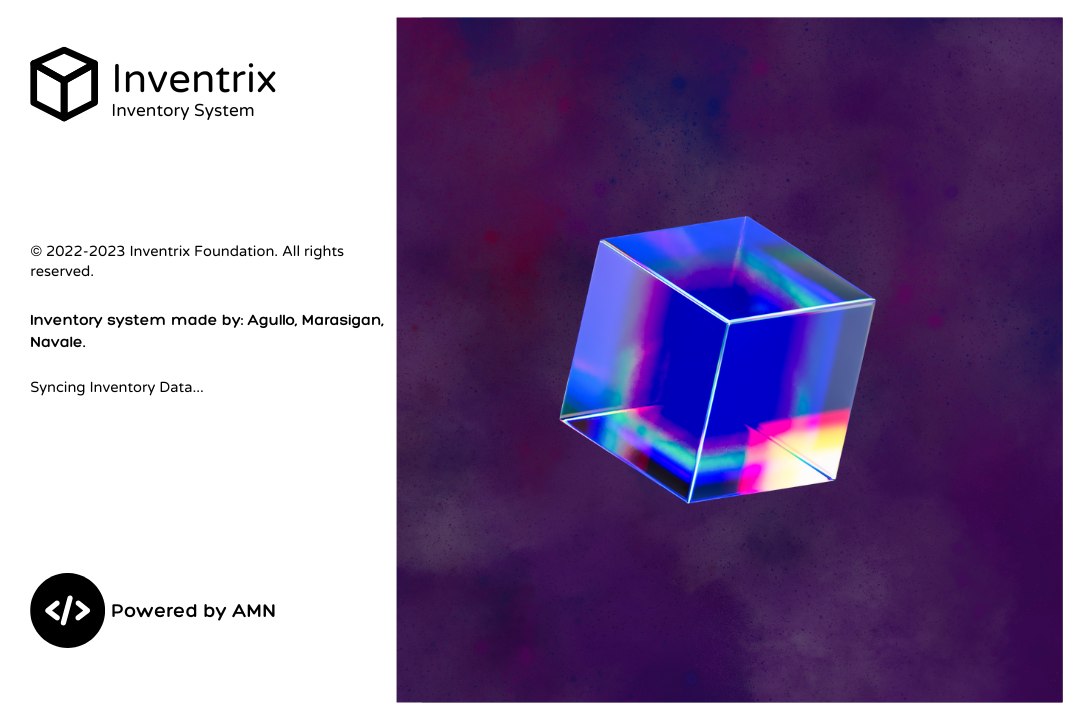 Inventrix
Inventory System
© 2022-2023 Inventrix Foundation. All rights
reserved.
Inventory system made by: Agullo, Marasigan,
Navale.
Syncing Inventory Data...
</> Powered by AMN